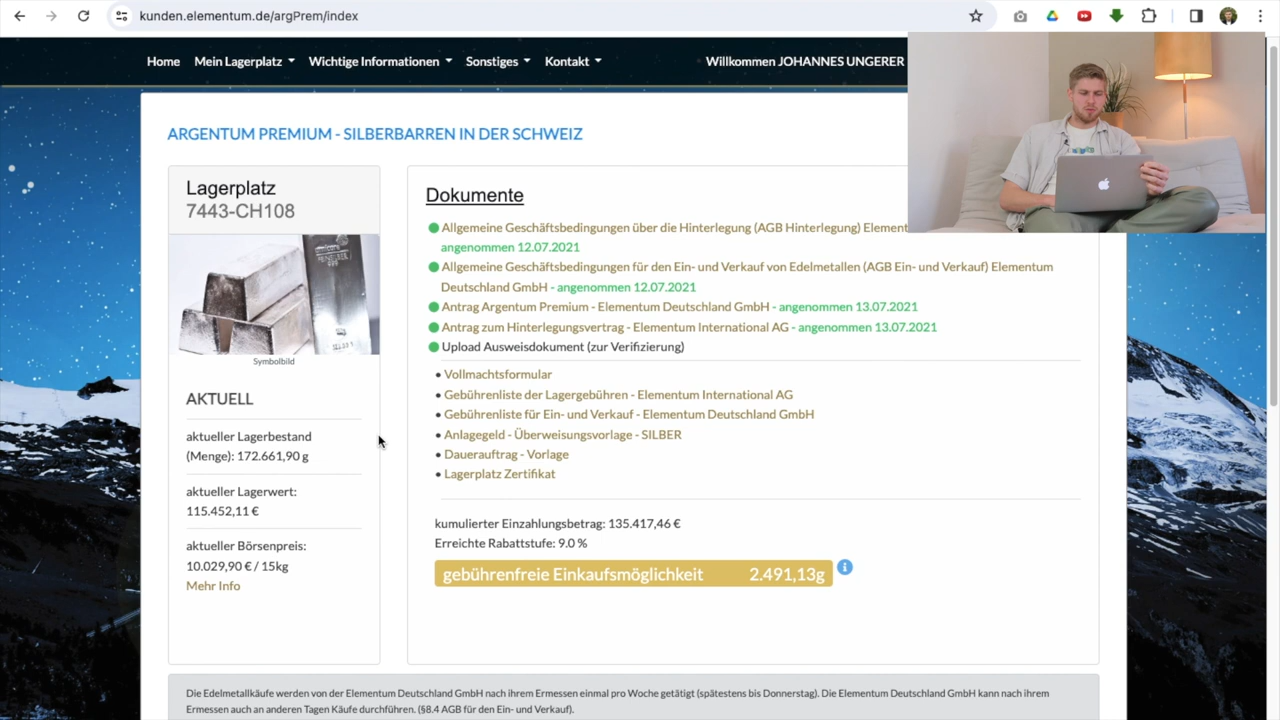 kunden.elementum.de/argPrem/index
Home Mein Lagerplatz Wichtige Informationen Sonstiges Kontakt Willkommen JOHANNES UNGERER
ARGENTUM PREMIUM - SILBERBARREN IN DER SCHWEIZ
Lagerplatz
7443-CH108
Symbolbild
AKTUELL
aktueller Lagerbestand
(Menge): 172.661,90 g
aktueller Lagerwert:
115.452,11 €
aktueller Börsenpreis:
10.029,90 € / 15kg
Mehr Info
Dokumente
Allgemeine Geschäftsbedingungen über die Hinterlegung (AGB Hinterlegung) Element
angenommen 12.07.2021
Allgemeine Geschäftsbedingungen für den Ein- und Verkauf von Edelmetallen (AGB Ein- und Verkauf) Elementum
Deutschland GmbH - angenommen 12.07.2021
Antrag Argentum Premium - Elementum Deutschland GmbH - angenommen 13.07.2021
Antrag zum Hinterlegungsvertrag - Elementum International AG - angenommen 13.07.2021
Upload Ausweisdokument (zur Verifizierung)
• Vollmachtsformular
• Gebührenliste der Lagergebühren - Elementum International AG
• Gebührenliste für Ein- und Verkauf - Elementum Deutschland GmbH
• Anlagegeld - Überweisungsvorlage - SILBER
• Dauerauftrag - Vorlage
• Lagerplatz Zertifikat
kumulierter Einzahlungsbetrag: 135.417,46 €
Erreichte Rabattstufe: 9.0 %
gebührenfreie Einkaufsmöglichkeit 2.491,13g
Die Edelmetallkäufe werden von der Elementum Deutschland GmbH nach ihrem Ermessen einmal pro Woche getätigt (spätestens bis Donnerstag). Die Elementum Deutschland GmbH kann nach ihrem
Ermessen auch an anderen Tagen Käufe durchführen. (§8.4 AGB für den Ein- und Verkauf).